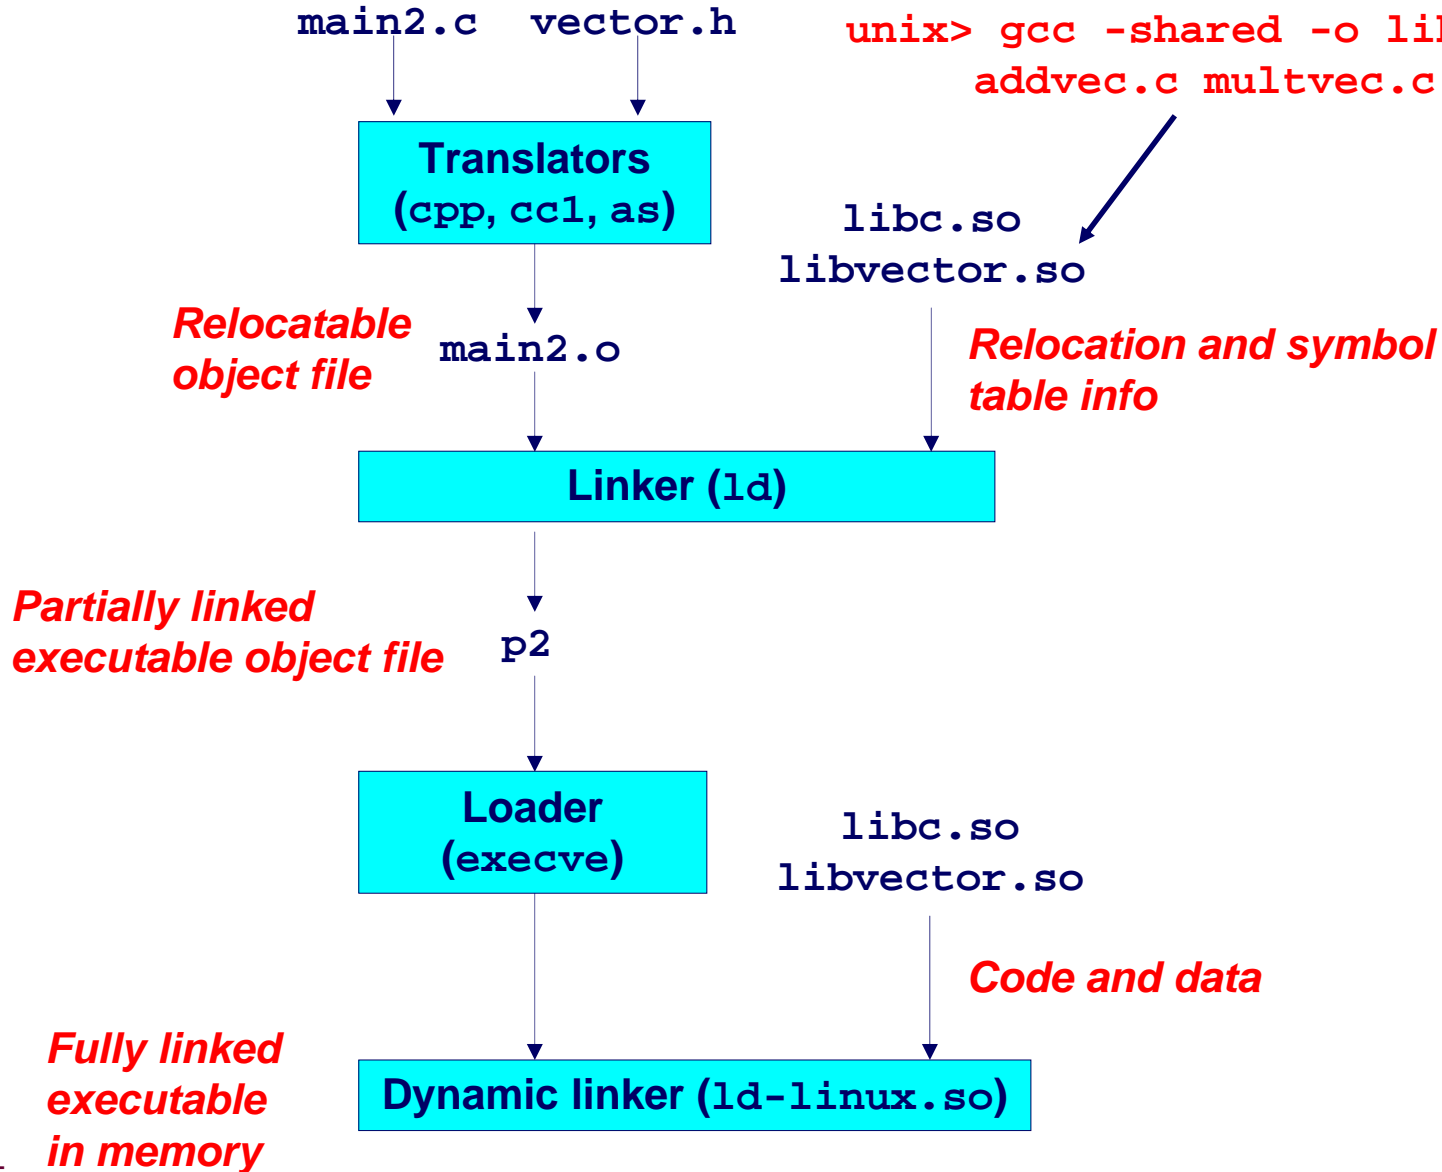 main2.c vector.h
unix> gcc -shared -o
addvec.c multvec.c
Translators
(cpp, cc1, as)
libc.so
libvector.so
Relocatable
object file
main2.o
Relocation and symbol
table info
Linker (ld)
Partially linked
executable object file
p2
Loader
(execve)
libc.so
libvector.so
Code and data
Fully linked
executable
in memory
Dynamic linker (ld-linux.so)